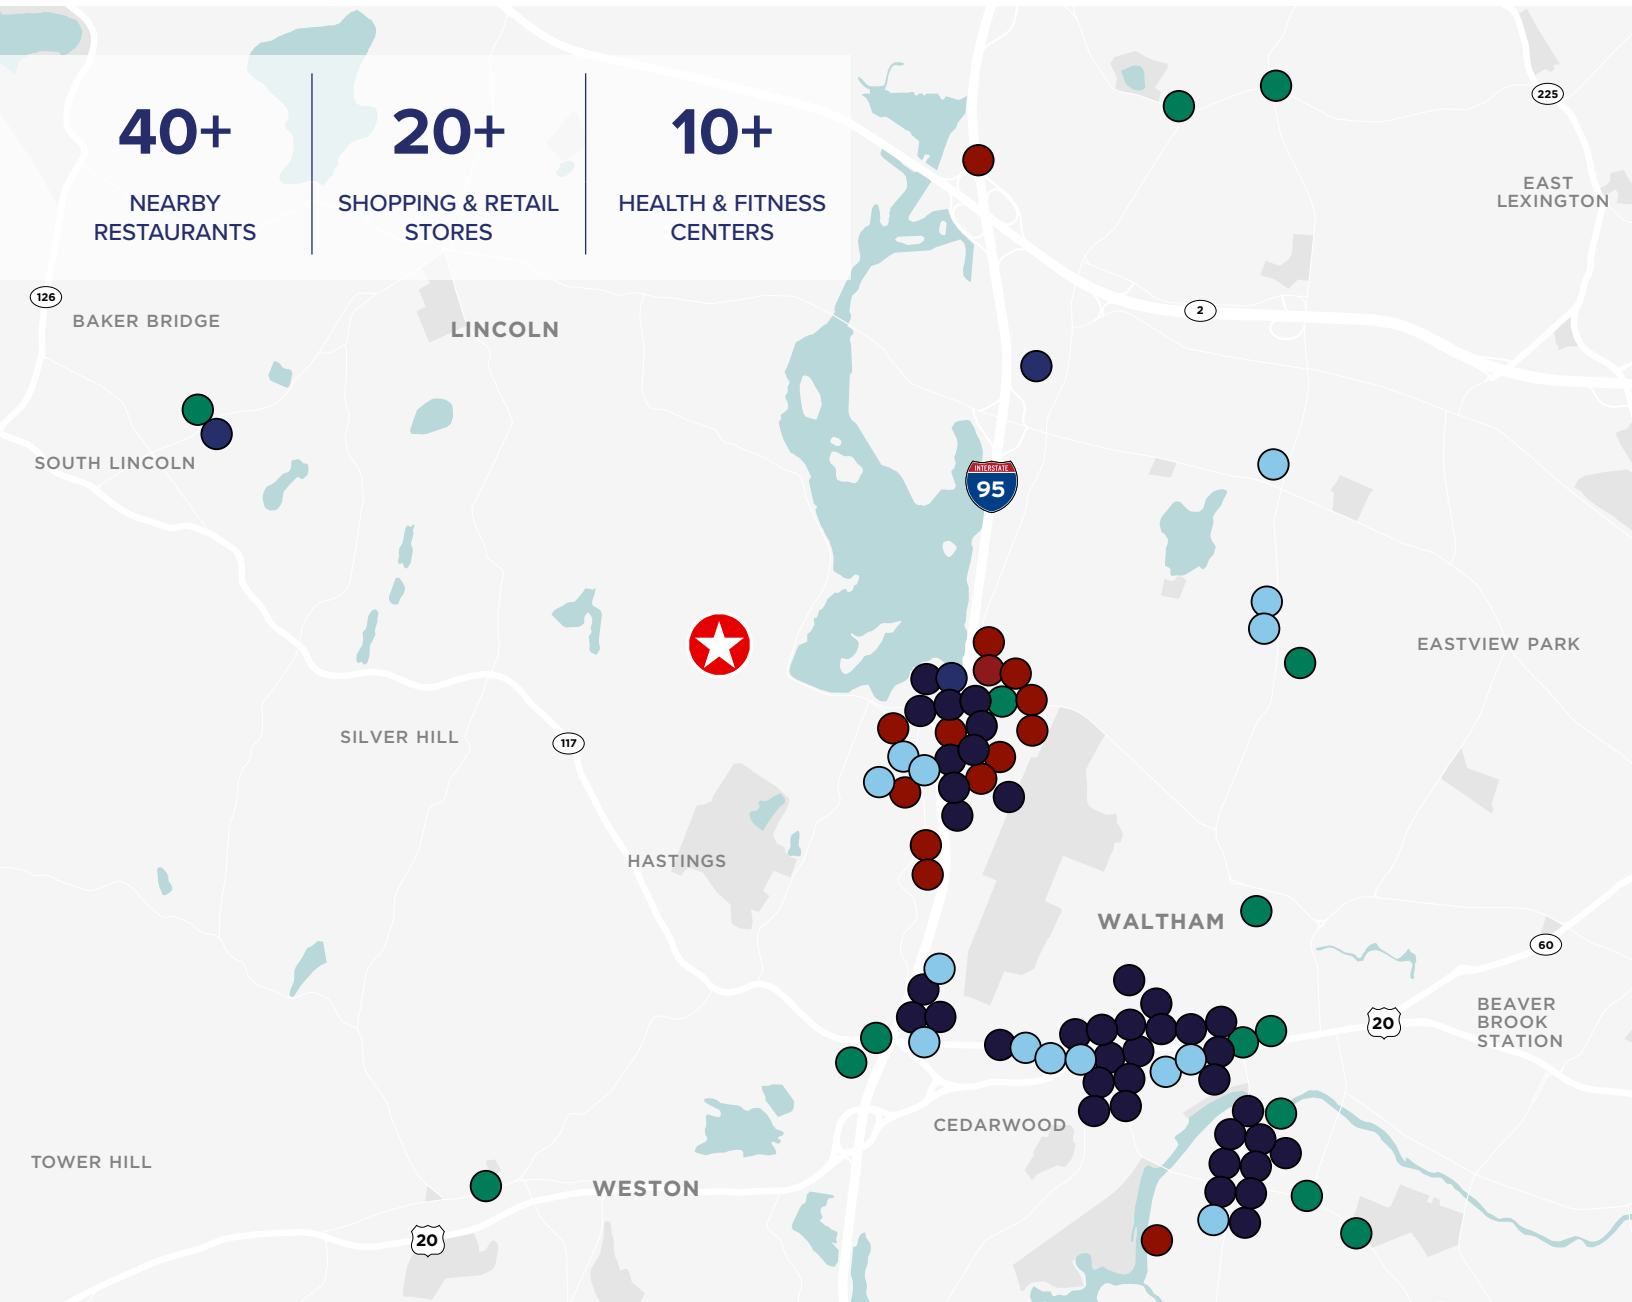 40+
NEARBY
RESTAURANTS
20+
SHOPPING & RETAIL
STORES
10+
HEALTH & FITNESS
CENTERS
225
EAST
LEXINGTON
126
BAKER BRIDGE
LINCOLN
2
SOUTH LINCOLN
INTERSTATE
95
EASTVIEW PARK
SILVER HILL
117
HASTINGS
WALTHAM
60
20
BEAVER
BROOK
STATION
CEDARWOOD
TOWER HILL
WESTON
20